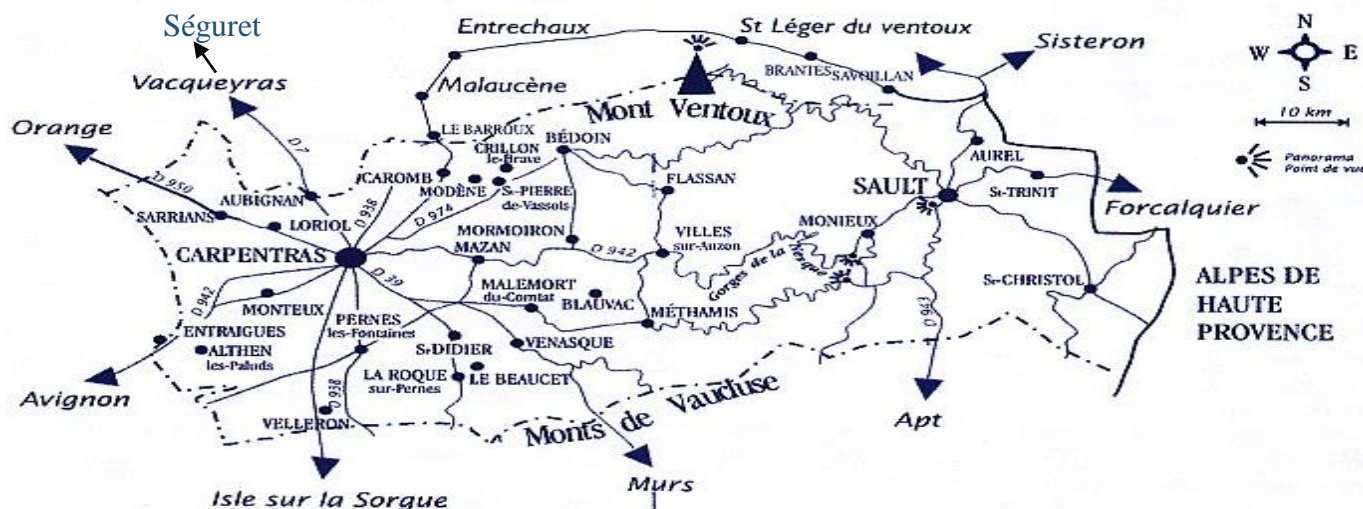 Séguret
Entrechaux
St Léger du ventoux
Sisteron
N
W E
S
Vacqueyras
BRANTES
SAVOILLAN
Malaucène
Mont Ventoux
10 km
Orange
D 7
LE BARROUX
CRILLON
le-Brave
BÉDOIN
AUREL
Panorama
Point de vue
D 950
CAROMB
MODÈNE
St-PIERRE
de-Vassols
FLASSAN
SAULT
St-TRINIT
AUBIGNAN
D 938
D 974
Forcalquier
SARRIANS
LORIOL
MORMOIRON
MONIEUX
CARPENTRAS
MAZAN
D 942
VILLES
sur-Auzon
Gorges de la Nesque
D 39
MALEMORT
du-Comtat
BLAUVAC
St-CHRISTOL
ALPES DE
HAUTE
PROVENCE
D 942
MONTEUX
PERNES
les-Fontaines
MÉTHAMIS
D 943
ENTRAIGUES
ALTHEN
les-Paluds
St DIDIER
VENASQUE
LA ROQUE
sur-Pernes
LE BEAUCET
Avignon
D 938
VELLERON
Monts de Vaucluse
Apt
Isle sur la Sorgue
Murs